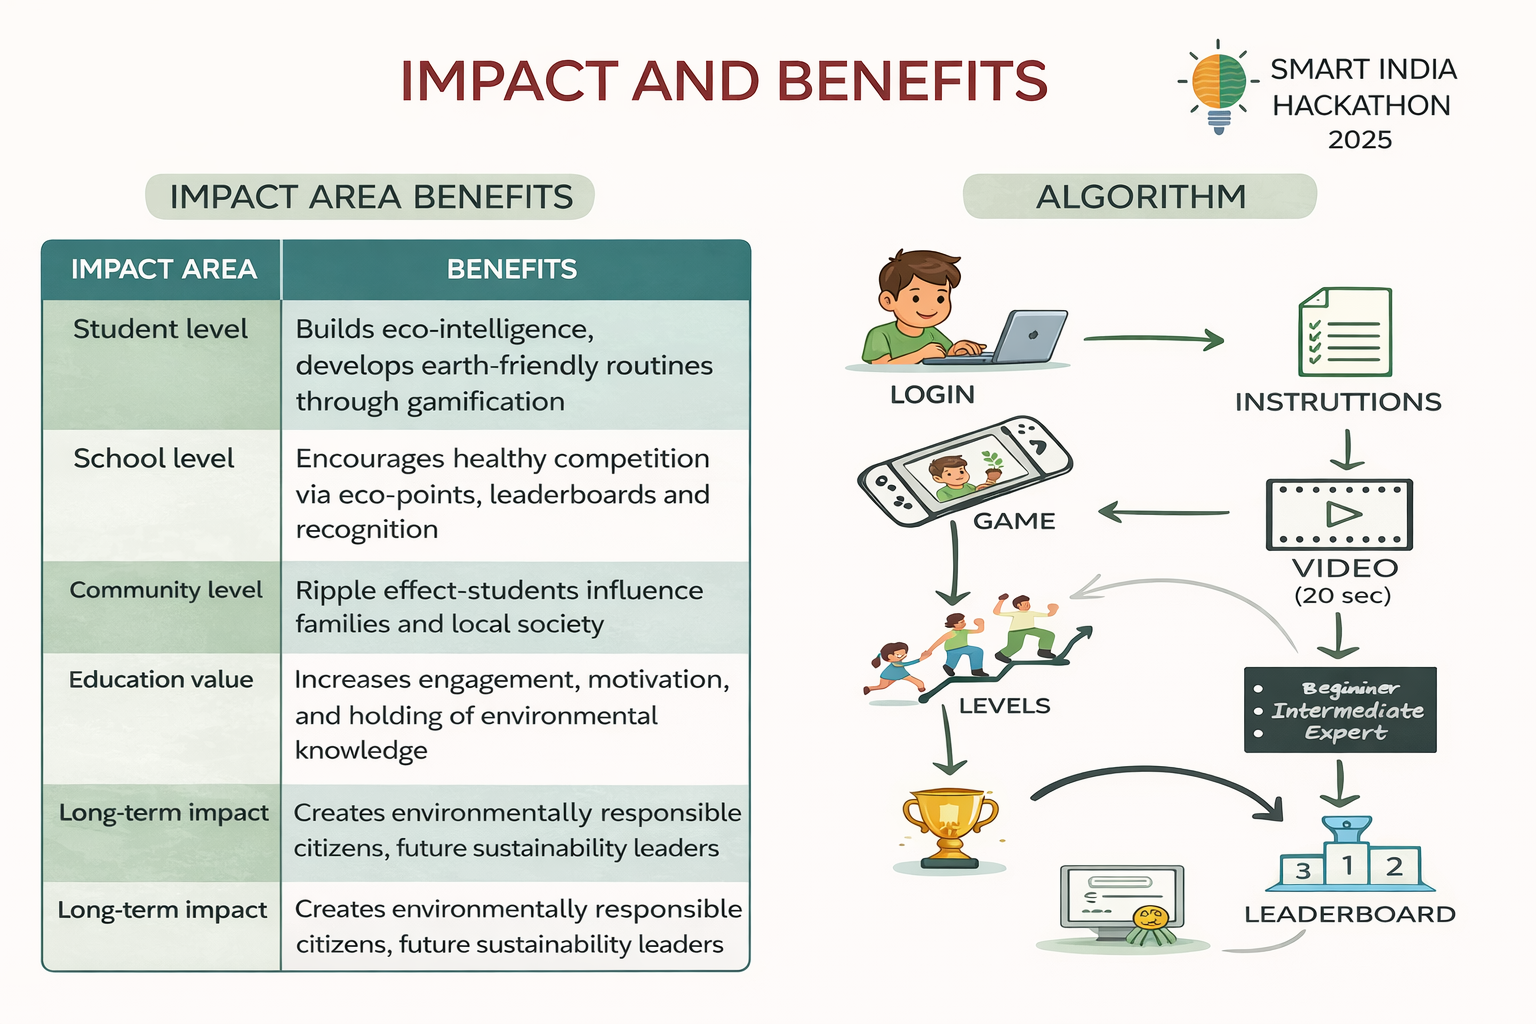 IMPACT AND BENEFITS
SMART INDIA
HACKATHON
2025
IMPACT AREA BENEFITS
IMPACT AREA
BENEFITS
Student level
Builds eco-intelligence,
develops earth-friendly routines
through gamification
School level
Encourages healthy competition
via eco-points, leaderboards and
recognition
Community level
Ripple effect-students influence
families and local society
Education value
Increases engagement, motivation,
and holding of environmental
knowledge
Long-term impact
Creates environmentally responsible
citizens, future sustainability leaders
Long-term impact
Creates environmentally responsible
citizens, future sustainability leaders
ALGORITHM
LOGIN
INSTRUTTIONS
GAME
VIDEO
(20 sec)
LEVELS
• Begininer
• Intermediate
• Expert
3 1 2
LEADERBOARD